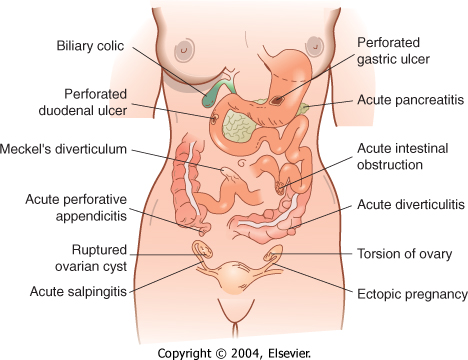 Biliary colic
Perforated
duodenal ulcer
Meckel's diverticulum
Acute perforative
appendicitis
Ruptured
ovarian cyst
Acute salpingitis
Perforated
gastric ulcer
Acute pancreatitis
Acute intestinal
obstruction
Acute diverticulitis
Torsion of ovary
Ectopic pregnancy
Copyright © 2004, Elsevier.